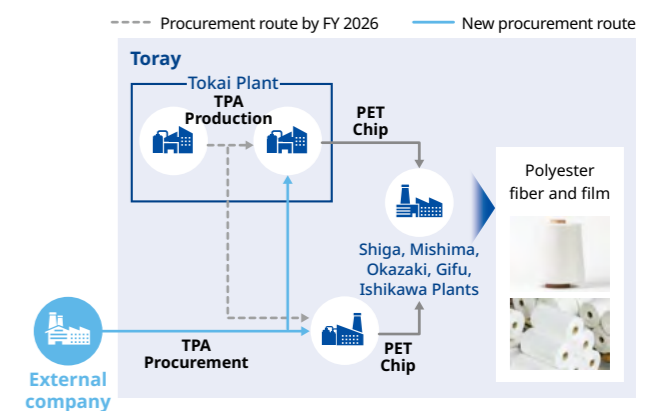 Procurement route by FY 2026
New procurement route
Toray
Tokai Plant
TPA
Production
PET
Chip
Polyester
fiber and film
Shiga, Mishima,
Okazaki, Gifu,
Ishikawa Plants
TPA
Procurement
PET
Chip
External
company